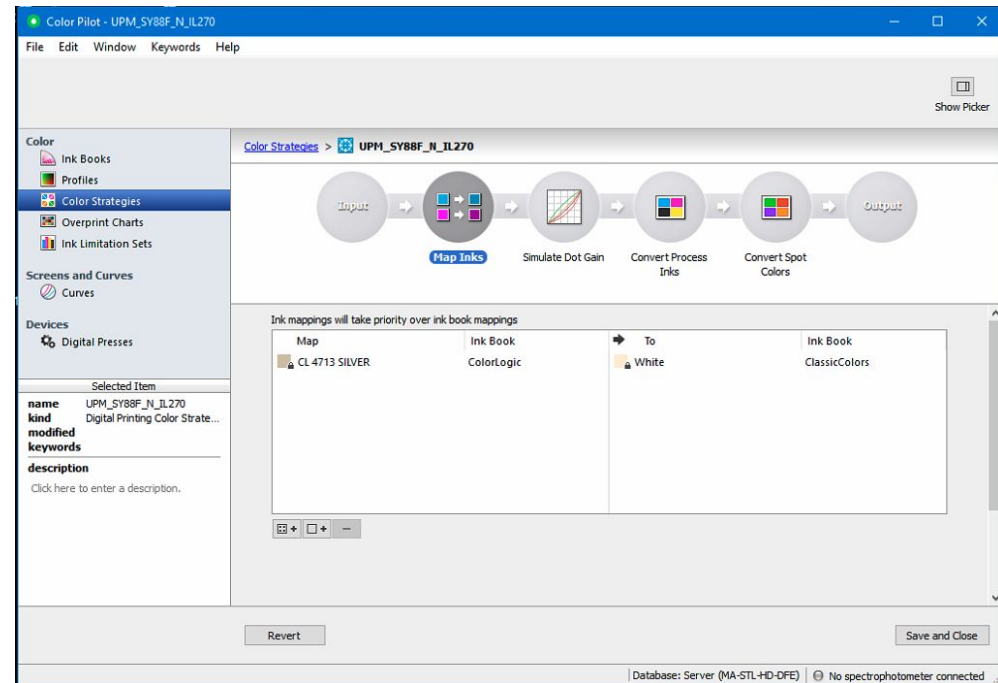 Color Pilot - UPM_SY88F_N_IL270
File Edit Window Keywords Help
Show Picker
Color
Ink Books
Profiles
Color Strategies
Overprint Charts
Ink Limitation Sets
Screens and Curves
Curves
Devices
Digital Presses
Selected Item
name UPM_SY88F_N_IL270
kind Digital Printing Color Strate...
modified
keywords
description
Click here to enter a description.
Color Strategies > UPM_SY88F_N_IL270
Input
Map Inks
Simulate Dot Gain
Convert Process
Inks
Convert Spot
Colors
Output
Ink mappings will take priority over ink book mappings
Map Ink Book To Ink Book
CL 4713 SILVER ColorLogic White ClassicColors
Revert
Save and Close
Database: Server (MA-STL-HD-DFE) No spectrophotometer connected